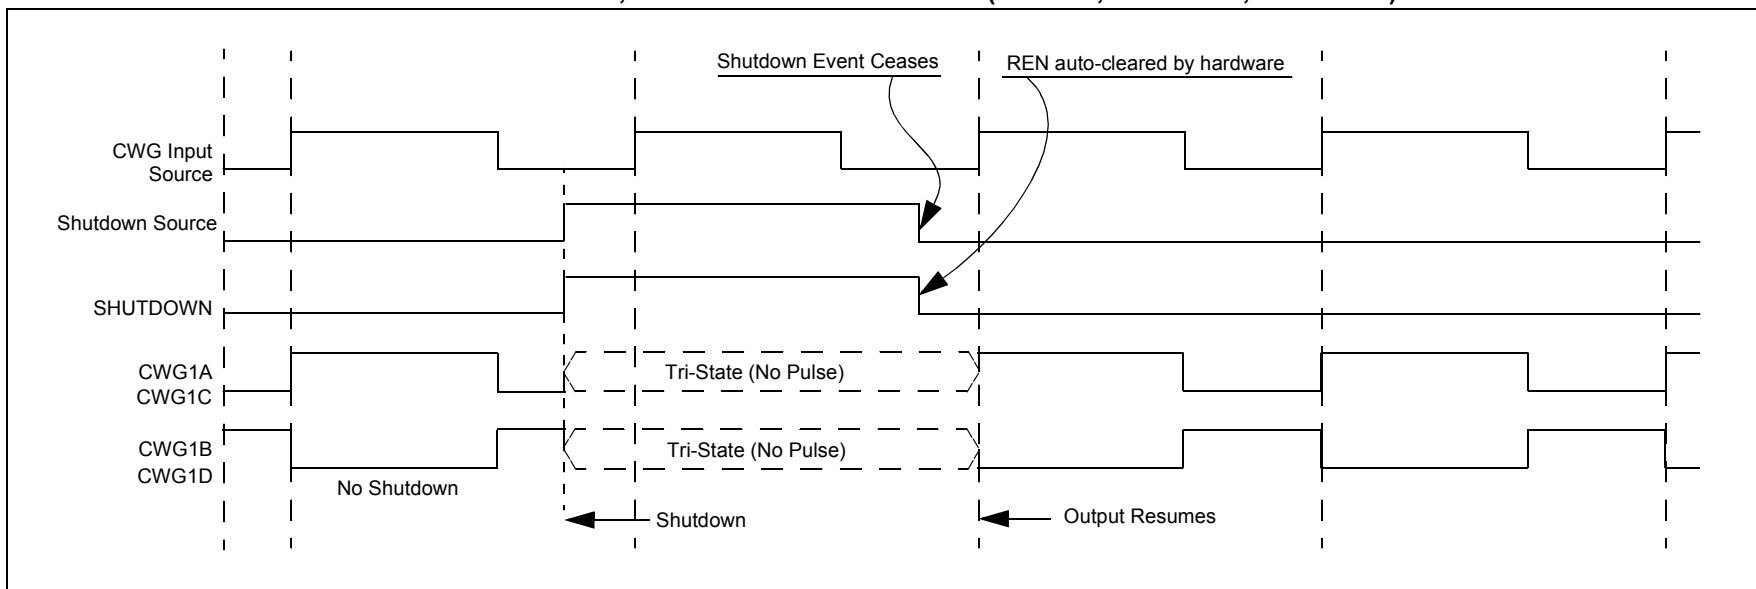 Shutdown Event Ceases
REN auto-cleared by hardware
CWG Input
Source
Shutdown Source
SHUTDOWN
CWG1A
CWG1C
Tri-State (No Pulse)
CWG1B
CWG1D
Tri-State (No Pulse)
No Shutdown
Shutdown
Output Resumes